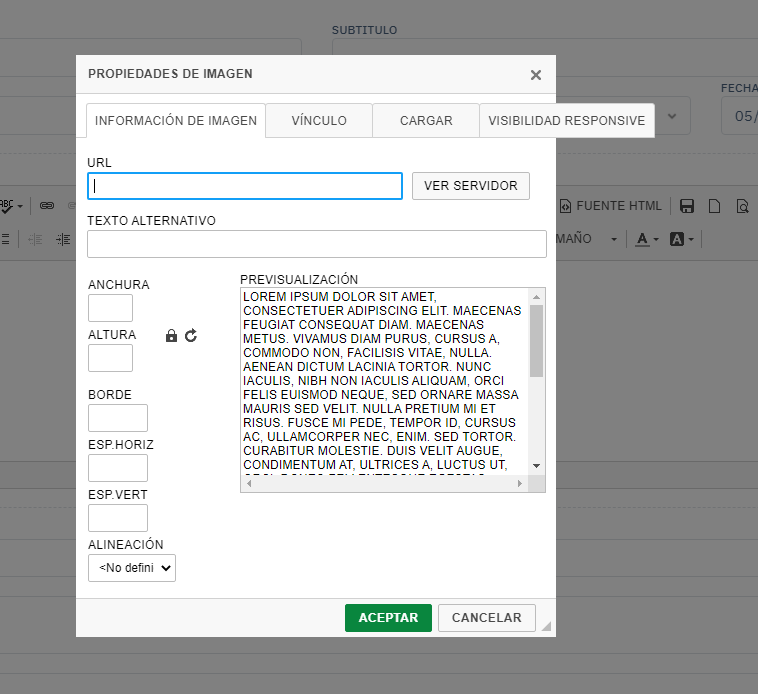 SUBTITULO
PROPIEDADES DE IMAGEN
FECHA
INFORMACIÓN DE IMAGEN
VÍNCULO
CARGAR
VISIBILIDAD RESPONSIVE
05/
URL
VER SERVIDOR
ABC
FUENTE HTML
TEXTO ALTERNATIVO
MAÑO
A
A
ANCHURA
PREVISUALIZACIÓN
LOREM IPSUM DOLOR SIT AMET,
CONSECTETUER ADIPISCING ELIT. MAECENAS
FEUGIAT CONSEQUAT DIAM. MAECENAS
METUS. VIVAMUS DIAM PURUS, CURSUS A,
COMMODO NON, FACILISIS VITAE, NULLA.
AENEAN DICTUM LACINIA TORTOR. NUNC
IACULIS, NIBH NON IACULIS ALIQUAM, ORCI
FELIS EUISMOD NEQUE, SED ORNARE MASSA
MAURIS SED VELIT. NULLA PRETIUM MI ET
RISUS. FUSCE MI PEDE, TEMPOR ID, CURSUS
AC, ULLAMCORPER NEC, ENIM. SED TORTOR.
CURABITUR MOLESTIE. DUIS VELIT AUGUE,
CONDIMENTUM AT, ULTRICES A, LUCTUS UT,
ALTURA
BORDE
ESP.HORIZ
ESP.VERT
ALINEACIÓN
<No defini
ACEPTAR
CANCELAR